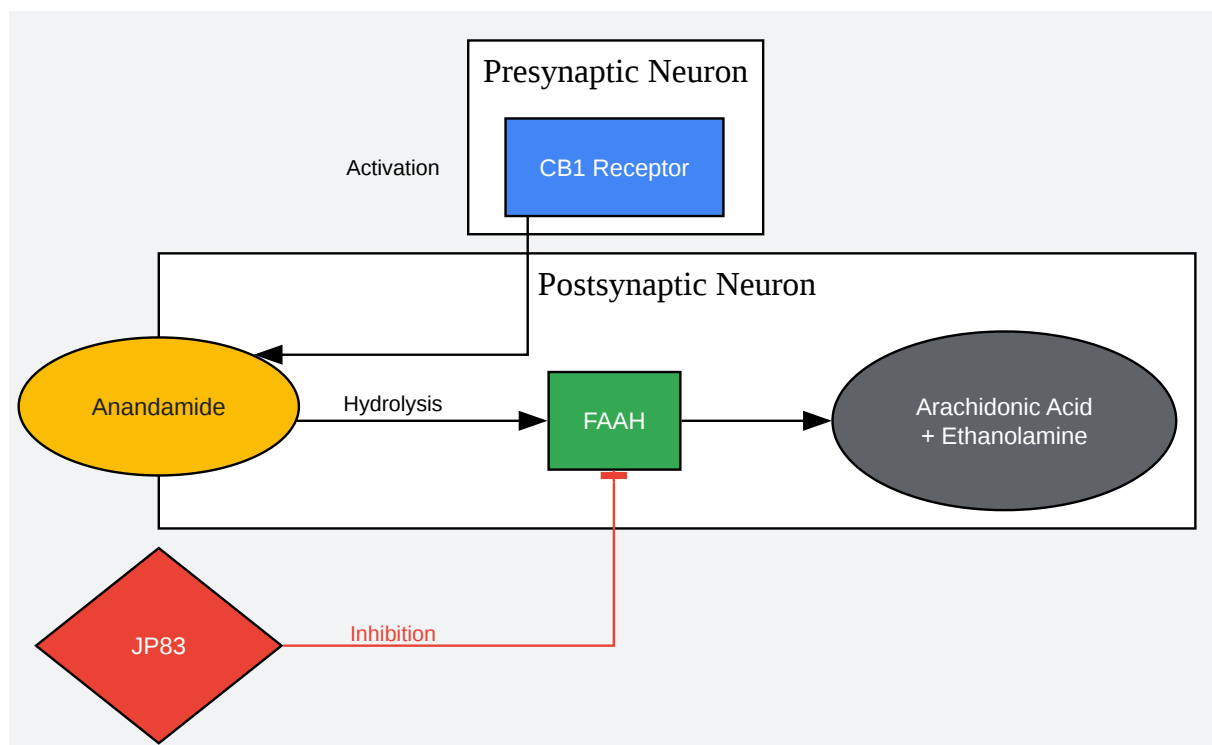 Presynaptic Neuron
Activation
CB1 Receptor
Postsynaptic Neuron
Anandamide
Hydrolysis
FAAH
Arachidonic Acid
+ Ethanolamine
JP83
Inhibition